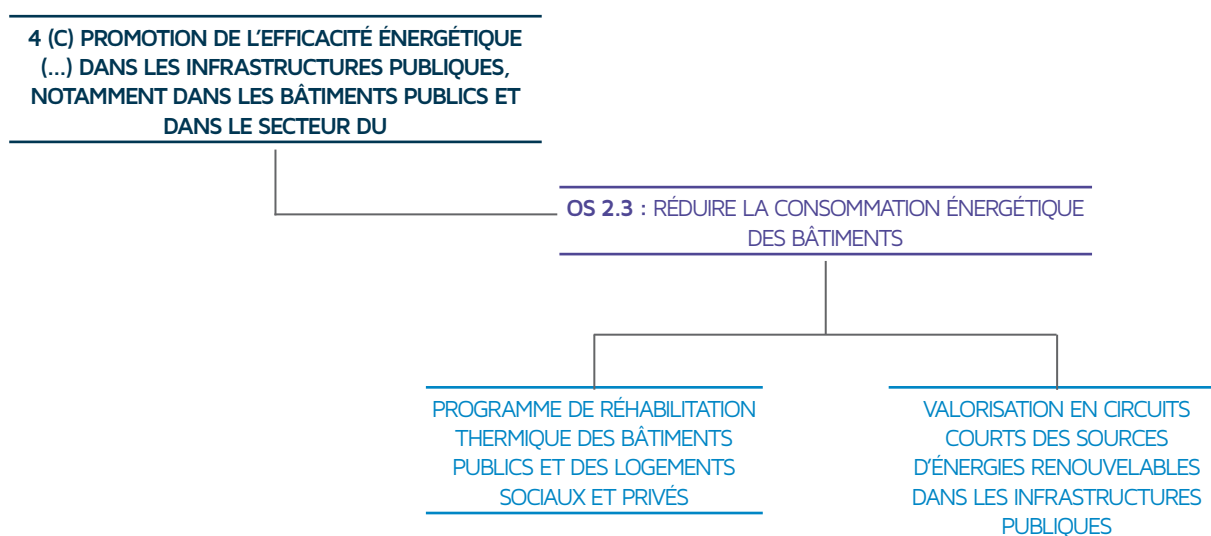 4 (C) PROMOTION DE L'EFFICACITÉ ÉNERGÉTIQUE
(...) DANS LES INFRASTRUCTURES PUBLIQUES,
NOTAMMENT DANS LES BÂTIMENTS PUBLICS ET
DANS LE SECTEUR DU
OS 2.3 : RÉDUIRE LA CONSOMMATION ÉNERGÉTIQUE
DES BÂTIMENTS
PROGRAMME DE RÉHABILITATION
THERMIQUE DES BÂTIMENTS
PUBLICS ET DES LOGEMENTS
SOCIAUX ET PRIVÉS
VALORISATION EN CIRCUITS
COURTS DES SOURCES
D'ÉNERGIES RENOUVELABLES
DANS LES INFRASTRUCTURES
PUBLIQUES